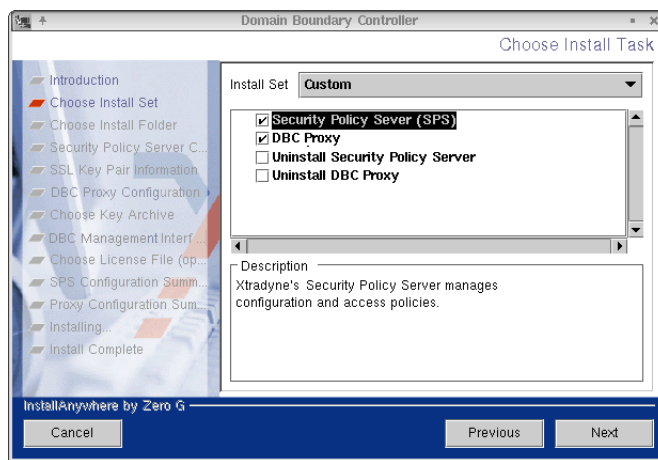 Domain Boundary Controller
Choose Install Task
Introduction
Choose Install Set
Choose Install Folder
Security Policy Server C...
SSL Key Pair Information
DBC Proxy Configuration
Choose Key Archive
DBC Management Interf...
Choose License File (op...
SPS Configuration Summ...
Proxy Configuration Sum...
Installing...
Install Complete
Install Set Custom
Security Policy Sever (SPS)
DBC Proxy
Uninstall Security Policy Server
Uninstall DBC Proxy
Description
Xtradyne's Security Policy Server manages
configuration and access policies.
InstallAnywhere by Zero G
Cancel Previous Next